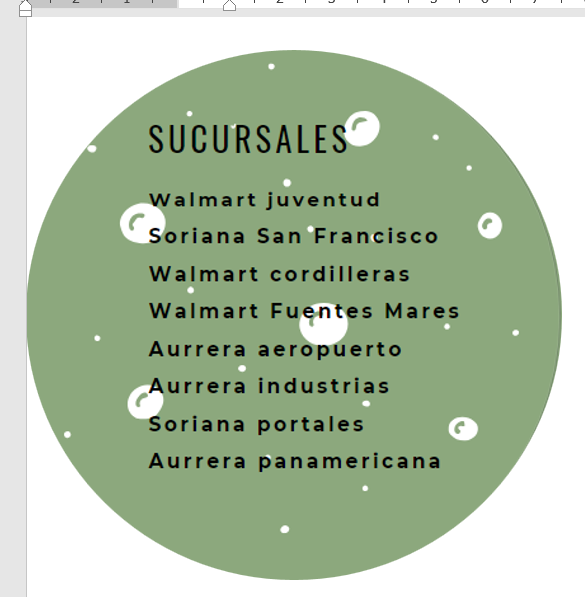 SUCURSALES
Walmart juventud
Soriana San Francisco
Walmart cordilleras
Walmart Fuentes Mares
Aurrera aeropuerto
Aurrera industrias
Soriana portales
Aurrera panamericana